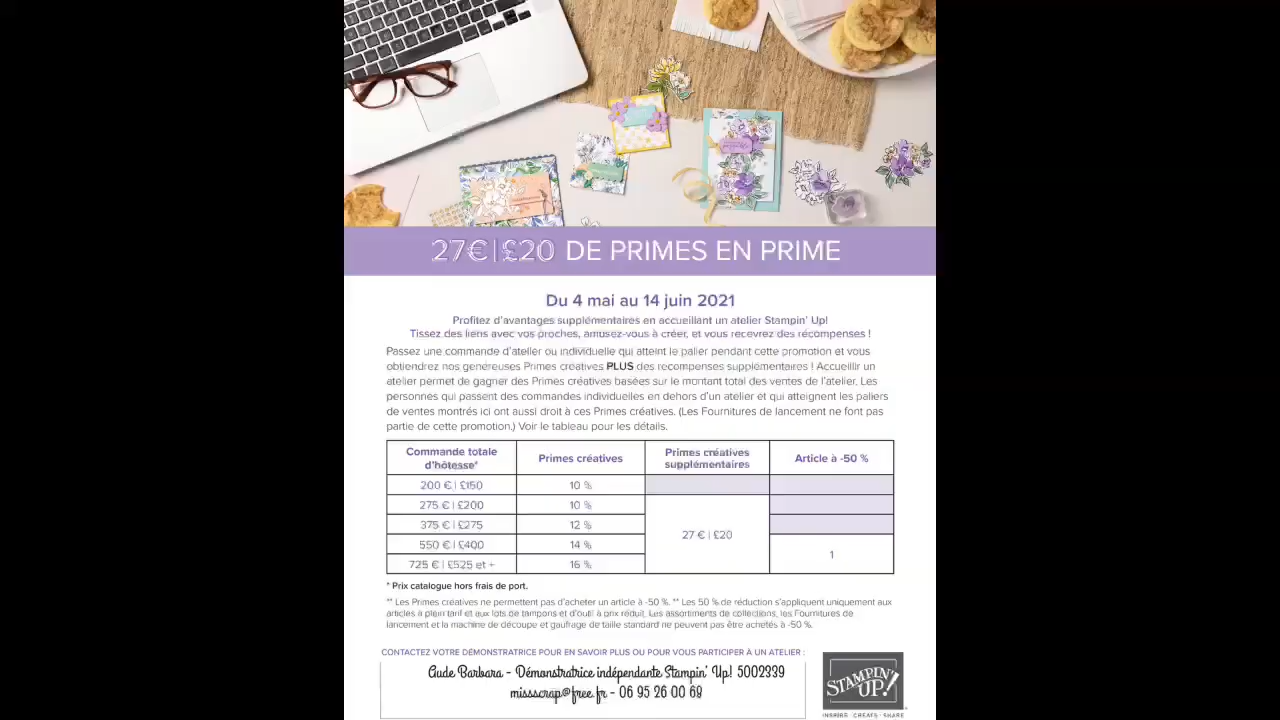 27€|£20 DE PRIMES EN PRIME
Du 4 mai au 14 juin 2021
Profitez d'avantages supplémentaires en accueillant un atelier Stampin' Up!
Tissez des liens avec vos proches, amusez-vous à créer, et vous recevrez des récompenses !
Passez une commande d'atelier ou individuelle qui atteint le palier pendant cette promotion et vous
obtiendrez nos généreuses Primes créatives PLUS des récompenses supplémentaires ! Accueillir un
atelier permet de gagner des Primes créatives basées sur le montant total des ventes de l'atelier. Les
personnes qui passent des commandes individuelles en dehors d'un atelier et qui atteignent les paliers
de ventes montrés ici ont aussi droit à ces Primes créatives. (Les Fournitures de lancement ne font pas
partie de cette promotion.) Voir le tableau pour les détails.
Commande totale d'hôtesse* Primes créatives Primes créatives supplémentaires Article à -50 %
200 € | £150 10 %
275 € | £200 10 %
375 € | £275 12 %
27 € | £20
550 € | £400 14 %
1
725 € | £525 et + 16 %
* Prix catalogue hors frais de port.
** Les Primes créatives ne permettent pas d'acheter un article à -50 %. ** Les 50 % de réduction s'appliquent uniquement aux
articles à plein tarif et aux lots de tampons et d'outil à prix réduit. Les assortiments de collections, les Fournitures de
lancement et la machine de découpe et gaufrage de taille standard ne peuvent pas être achetés à -50 %.
CONTACTEZ VOTRE DÉMONSTRATRICE POUR EN SAVOIR PLUS OU POUR VOUS PARTICIPER À UN ATELIER :
Aude Barbara - Démonstratrice indépendante Stampin' Up! 5002339
missscrap@free.fr - 06 95 26 00 68
STAMPIN' UP!
INSPIRE · CREATE · SHARE